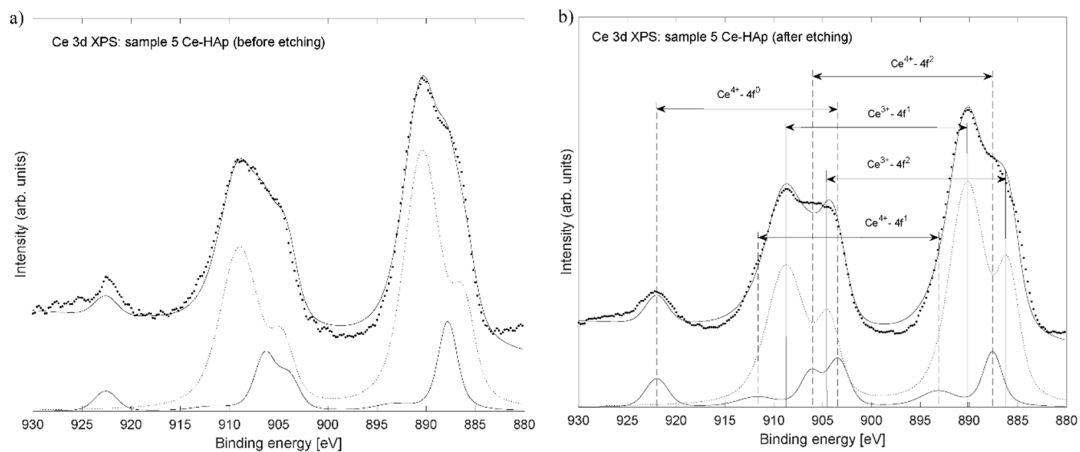 a)
Ce 3d XPS: sample 5 Ce-HAp (before etching)
Intensity (arb. units)
930 925 920 915 910 905 900 895 890 885 880
Binding energy [eV]
b)
Ce 3d XPS: sample 5 Ce-HAp (after etching)
Ce⁴⁺- 4f²
Ce⁴⁺- 4f⁰
Ce³⁺- 4f¹
Ce³⁺- 4f²
Ce⁴⁺- 4f¹
Intensity (arb. units)
930 925 920 915 910 905 900 895 890 885 880
Binding energy [eV]